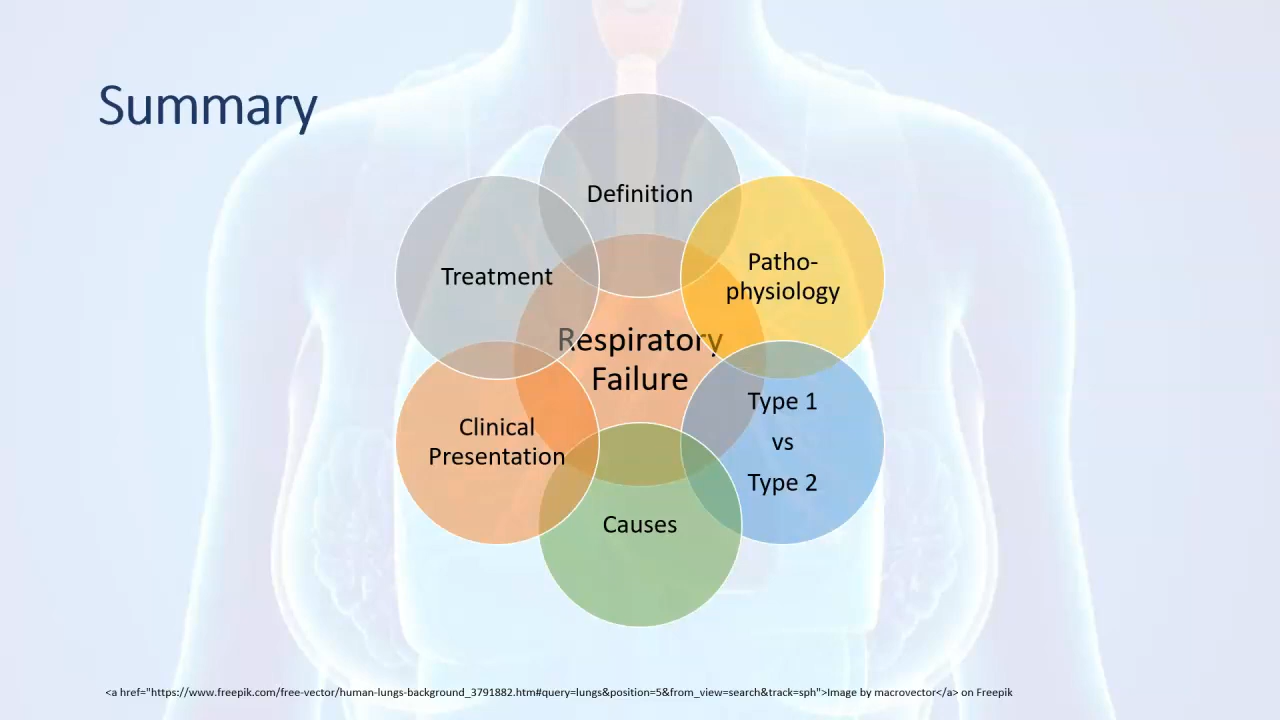 Summary
Definition
Patho-
physiology
Treatment
Respiratory
Failure
Type 1
vs
Type 2
Clinical
Presentation
Causes
<a href="https://www.freepik.com/free-vector/human-lungs-background_3791882.htm#query=lungs&position=5&from_view=search&track=sph">Image by macrovector</a> on Freepik